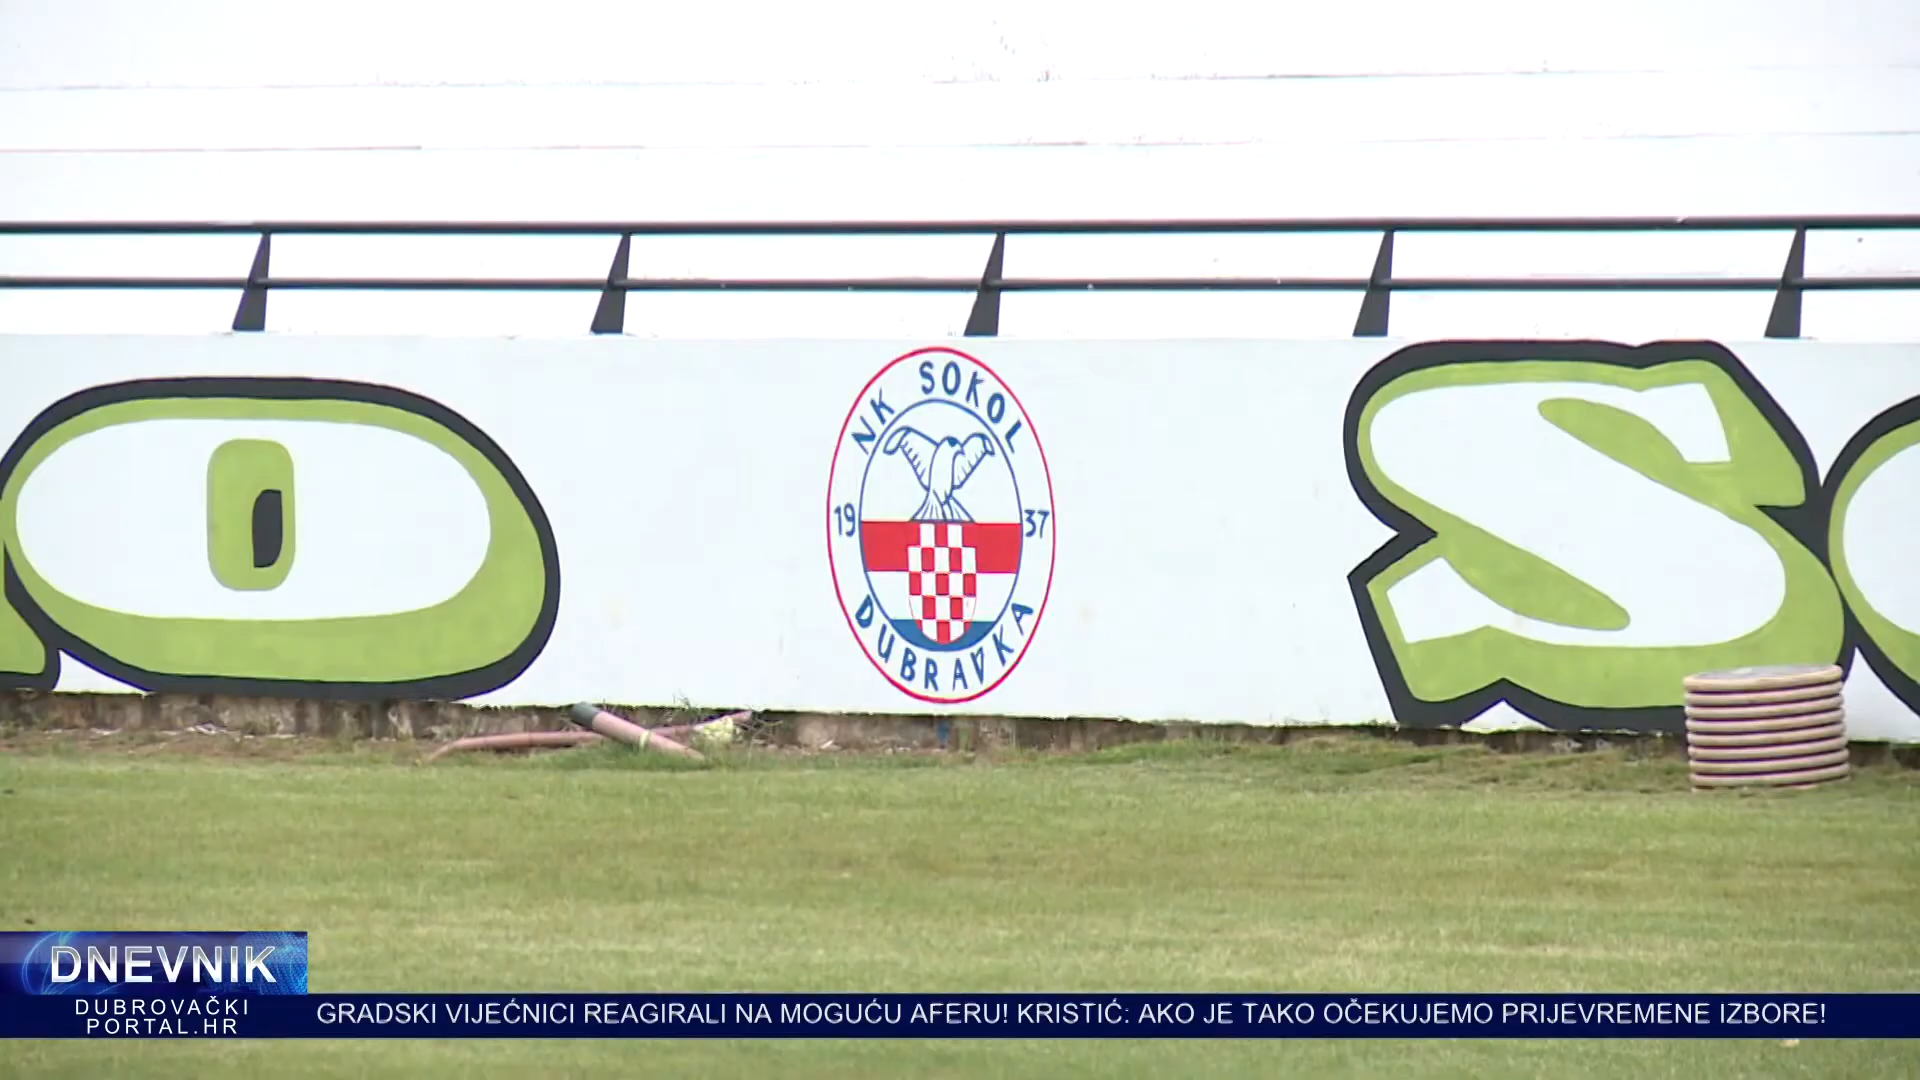 NK SOKOL
19 37
DUBRAVKA
O
S
DNEVNIK
DUBROVAČKI
PORTAL.HR
GRADSKI VIJEĆNICI REAGIRALI NA MOGUĆU AFERU! KRISTIĆ: AKO JE TAKO OČEKUJEMO PRIJEVREMENE IZBORE!